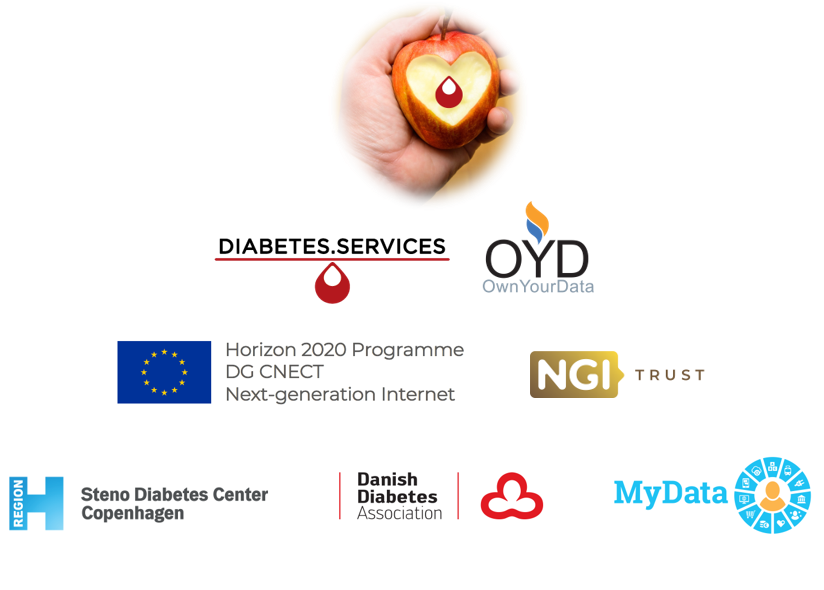 DIABETES.SERVICES
OYD
OwnYourData
Horizon 2020 Programme
DG CNECT
Next-generation Internet
NGI TRUST
REGION
H
Steno Diabetes Center
Copenhagen
Danish
Diabetes
Association
MyData